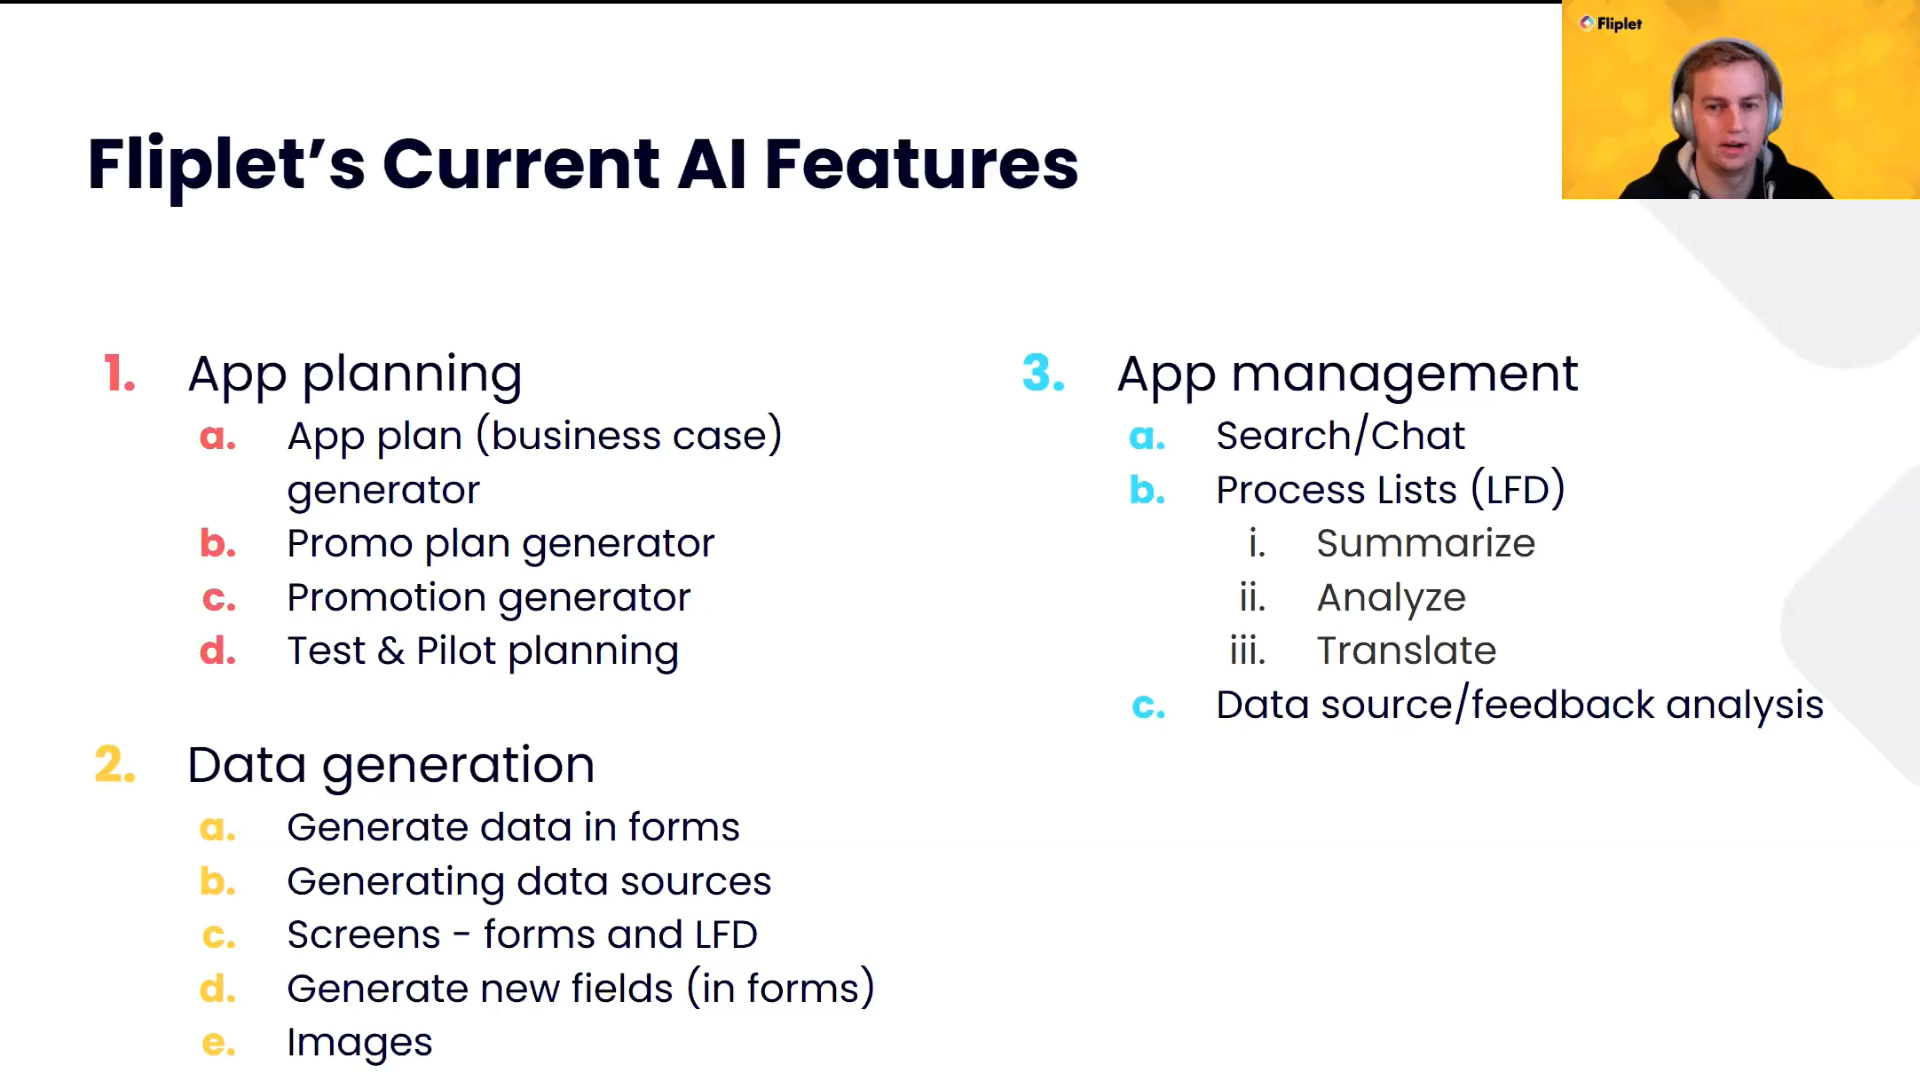 Fliplet
Fliplet’s Current AI Features
1. App planning
a. App plan (business case)
generator
b. Promo plan generator
c. Promotion generator
d. Test & Pilot planning
2. Data generation
a. Generate data in forms
b. Generating data sources
c. Screens - forms and LFD
d. Generate new fields (in forms)
e. Images
3. App management
a. Search/Chat
b. Process Lists (LFD)
i. Summarize
ii. Analyze
iii. Translate
c. Data source/feedback analysis